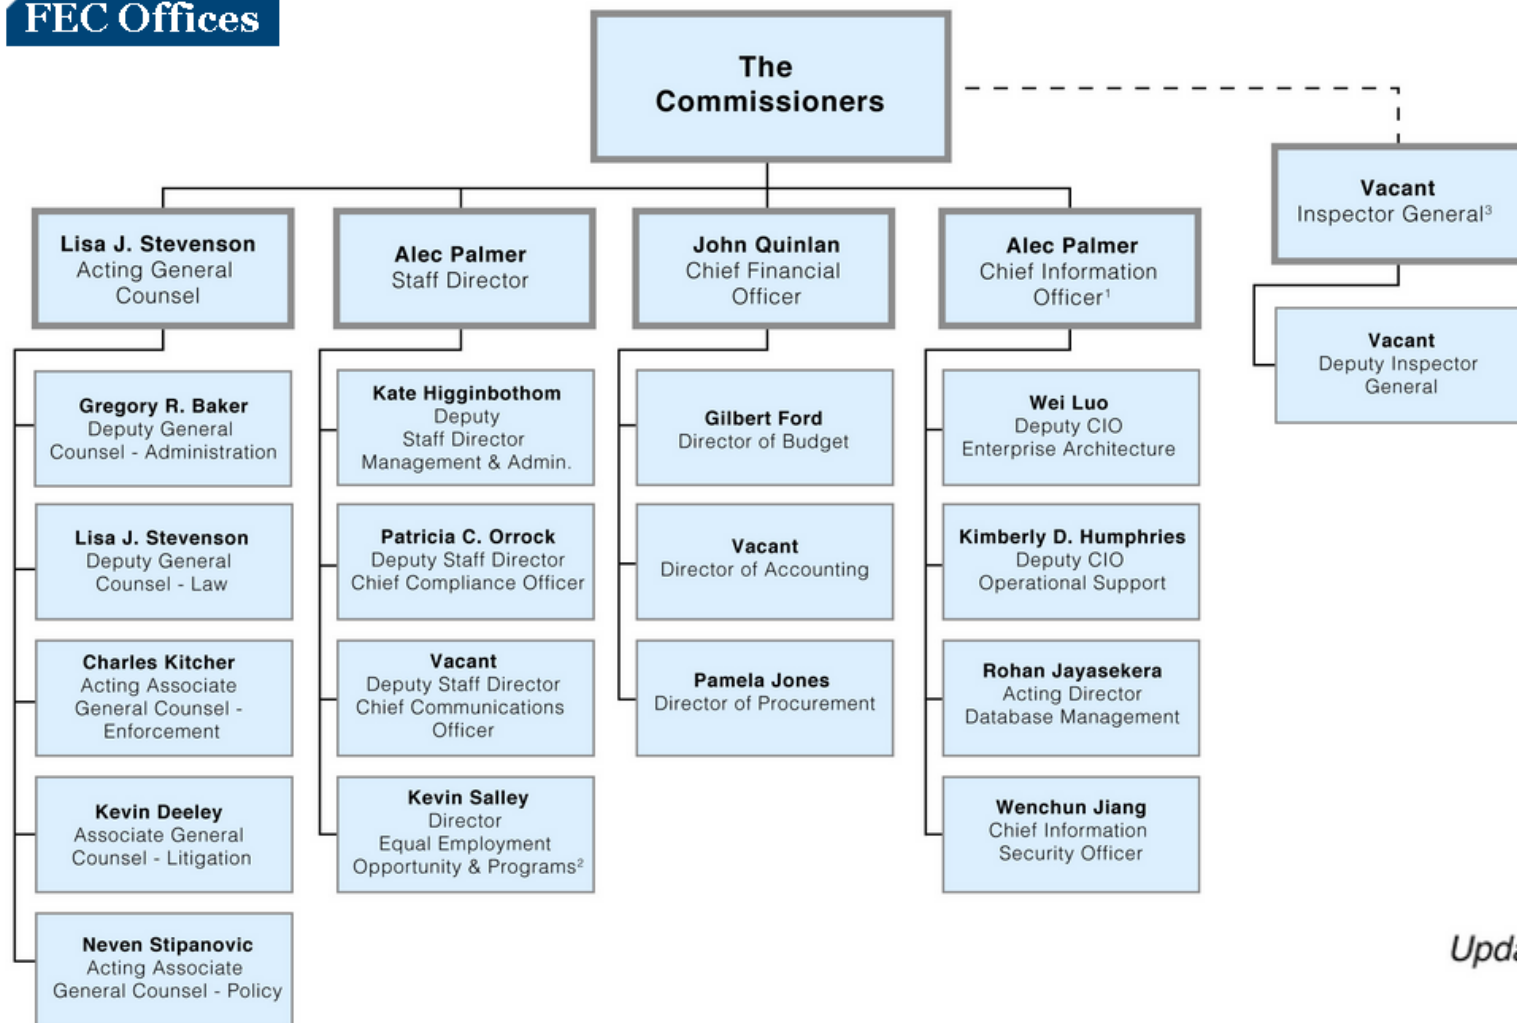 FEC Offices
The
Commissioners
Vacant
Inspector General³
Vacant
Deputy Inspector
General
Lisa J. Stevenson
Acting General
Counsel
Gregory R. Baker
Deputy General
Counsel - Administration
Lisa J. Stevenson
Deputy General
Counsel - Law
Charles Kitcher
Acting Associate
General Counsel -
Enforcement
Kevin Deeley
Associate General
Counsel - Litigation
Neven Stipanovic
Acting Associate
General Counsel - Policy
Alec Palmer
Staff Director
Kate Higginbothom
Deputy
Staff Director
Management & Admin.
Patricia C. Orrock
Deputy Staff Director
Chief Compliance Officer
Vacant
Deputy Staff Director
Chief Communications
Officer
Kevin Salley
Director
Equal Employment
Opportunity & Programs²
John Quinlan
Chief Financial
Officer
Gilbert Ford
Director of Budget
Vacant
Director of Accounting
Pamela Jones
Director of Procurement
Alec Palmer
Chief Information
Officer¹
Wei Luo
Deputy CIO
Enterprise Architecture
Kimberly D. Humphries
Deputy CIO
Operational Support
Rohan Jayasekera
Acting Director
Database Management
Wenchun Jiang
Chief Information
Security Officer